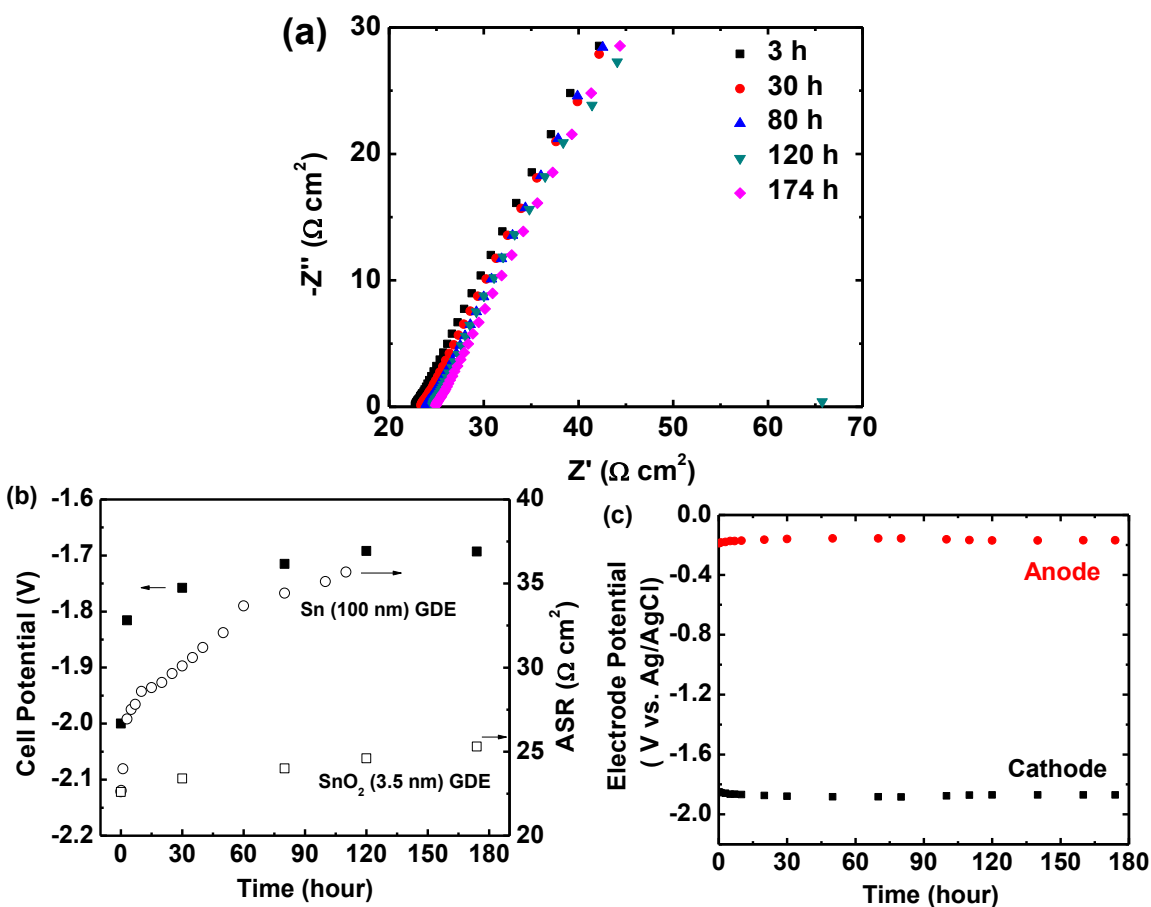 (a)
30
20
10
0
-Z'' (Ω cm²)
3 h
30 h
80 h
120 h
174 h
20 30 40 50 60 70
Z' (Ω cm²)
(b)
-1.6
-1.7
-1.8
-1.9
-2.0
-2.1
-2.2
Cell Potential (V)
Sn (100 nm) GDE
SnO₂ (3.5 nm) GDE
40
35
30
25
20
ASR (Ω cm²)
0 30 60 90 120 150 180
Time (hour)
(c)
0.0
-0.4
-0.8
-1.2
-1.6
-2.0
Electrode Potential
( V vs. Ag/AgCl)
Anode
Cathode
0 30 60 90 120 150 180
Time (hour)